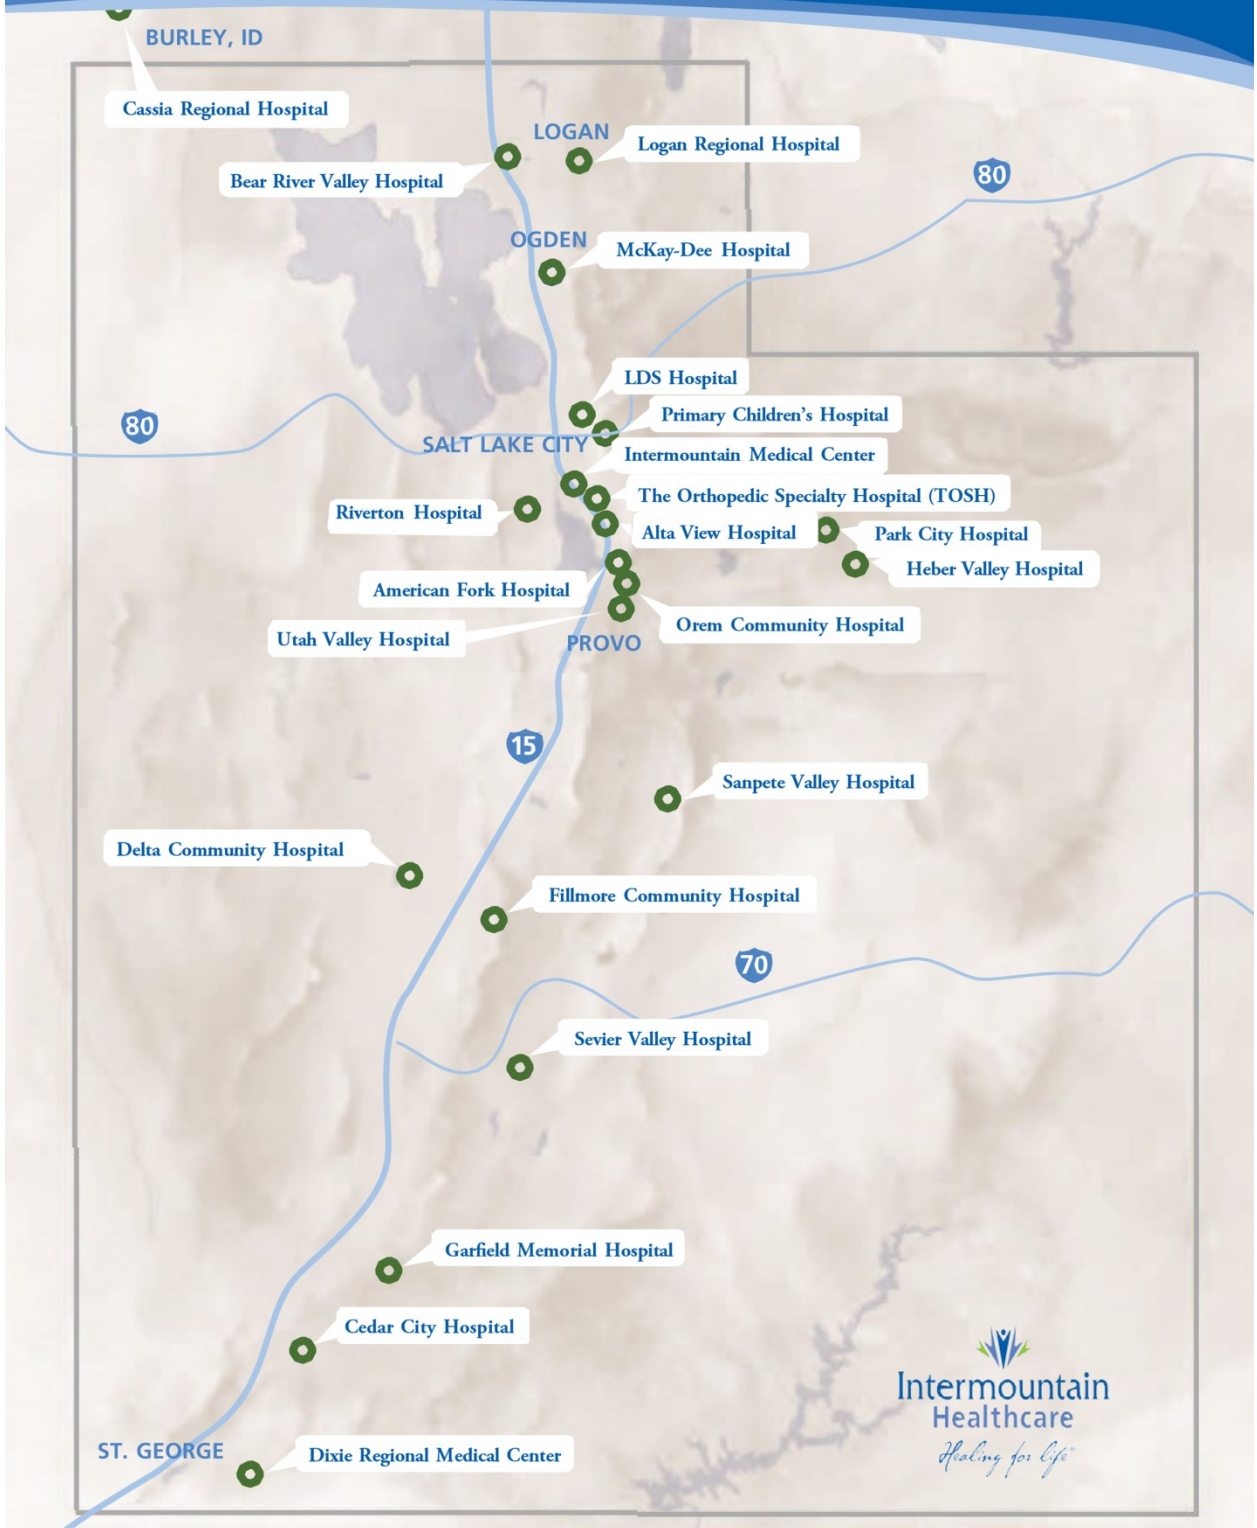 BURLEY, ID
Cassia Regional Hospital
LOGAN
Logan Regional Hospital
Bear River Valley Hospital
80
OGDEN
McKay-Dee Hospital
LDS Hospital
80
Primary Children’s Hospital
SALT LAKE CITY
Intermountain Medical Center
The Orthopedic Specialty Hospital (TOSH)
Riverton Hospital
Alta View Hospital
Park City Hospital
Heber Valley Hospital
American Fork Hospital
Orem Community Hospital
Utah Valley Hospital
PROVO
15
Sanpete Valley Hospital
Delta Community Hospital
Fillmore Community Hospital
70
Sevier Valley Hospital
Garfield Memorial Hospital
Cedar City Hospital
Intermountain
Healthcare
Healing for life®
ST. GEORGE
Dixie Regional Medical Center